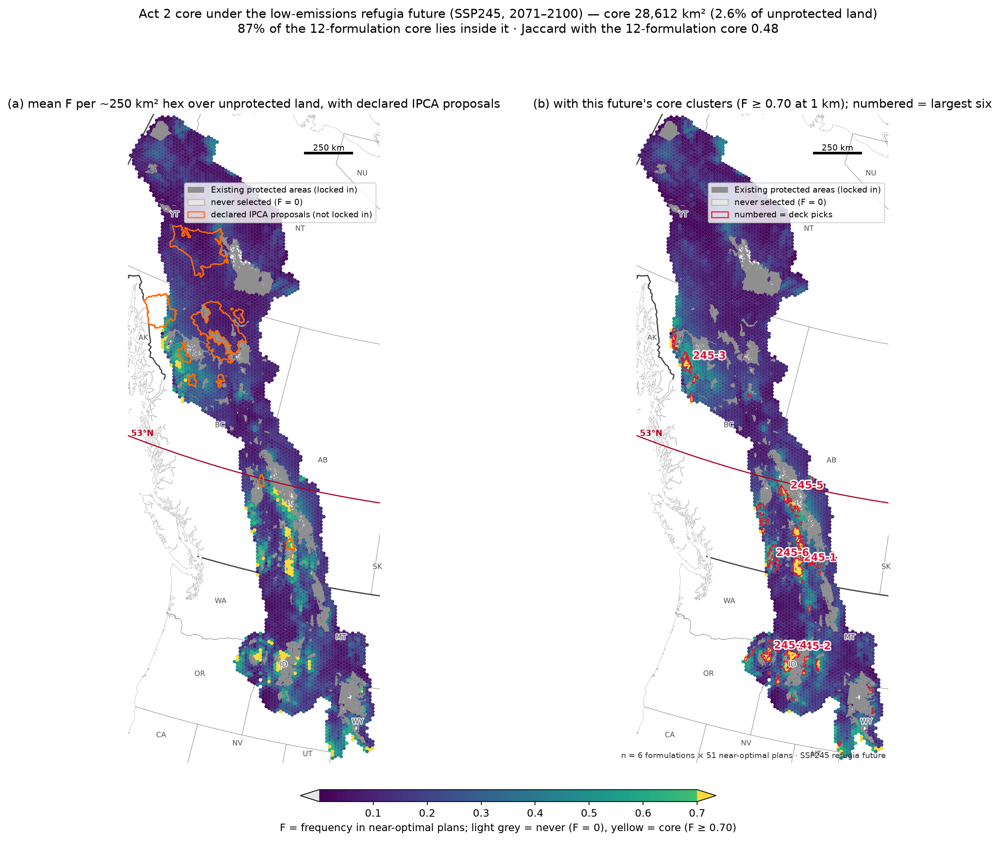 Act 2 core under the low-emissions refugia future (SSP245, 2071–2100) — core 28,612 km² (2.6% of unprotected land)
87% of the 12-formulation core lies inside it · Jaccard with the 12-formulation core 0.48
(a) mean F per ~250 km² hex over unprotected land, with declared IPCA proposals
250 km
NU
Existing protected areas (locked in)
never selected (F = 0)
declared IPCA proposals (not locked in)
YT
NT
AK
BC
53°N
AB
SK
WA
MT
ID
OR
WY
CA
NV
UT
(b) with this future's core clusters (F ≥ 0.70 at 1 km); numbered = largest six
250 km
NU
Existing protected areas (locked in)
never selected (F = 0)
numbered = deck picks
YT
NT
AK
245-3
BC
53°N
AB
245-5
245-6
245-1
SK
WA
MT
245-4
245-2
ID
OR
WY
CA
NV
UT
n = 6 formulations × 51 near-optimal plans · SSP245 refugia future
0.1 0.2 0.3 0.4 0.5 0.6 0.7
F = frequency in near-optimal plans; light grey = never (F = 0), yellow = core (F ≥ 0.70)